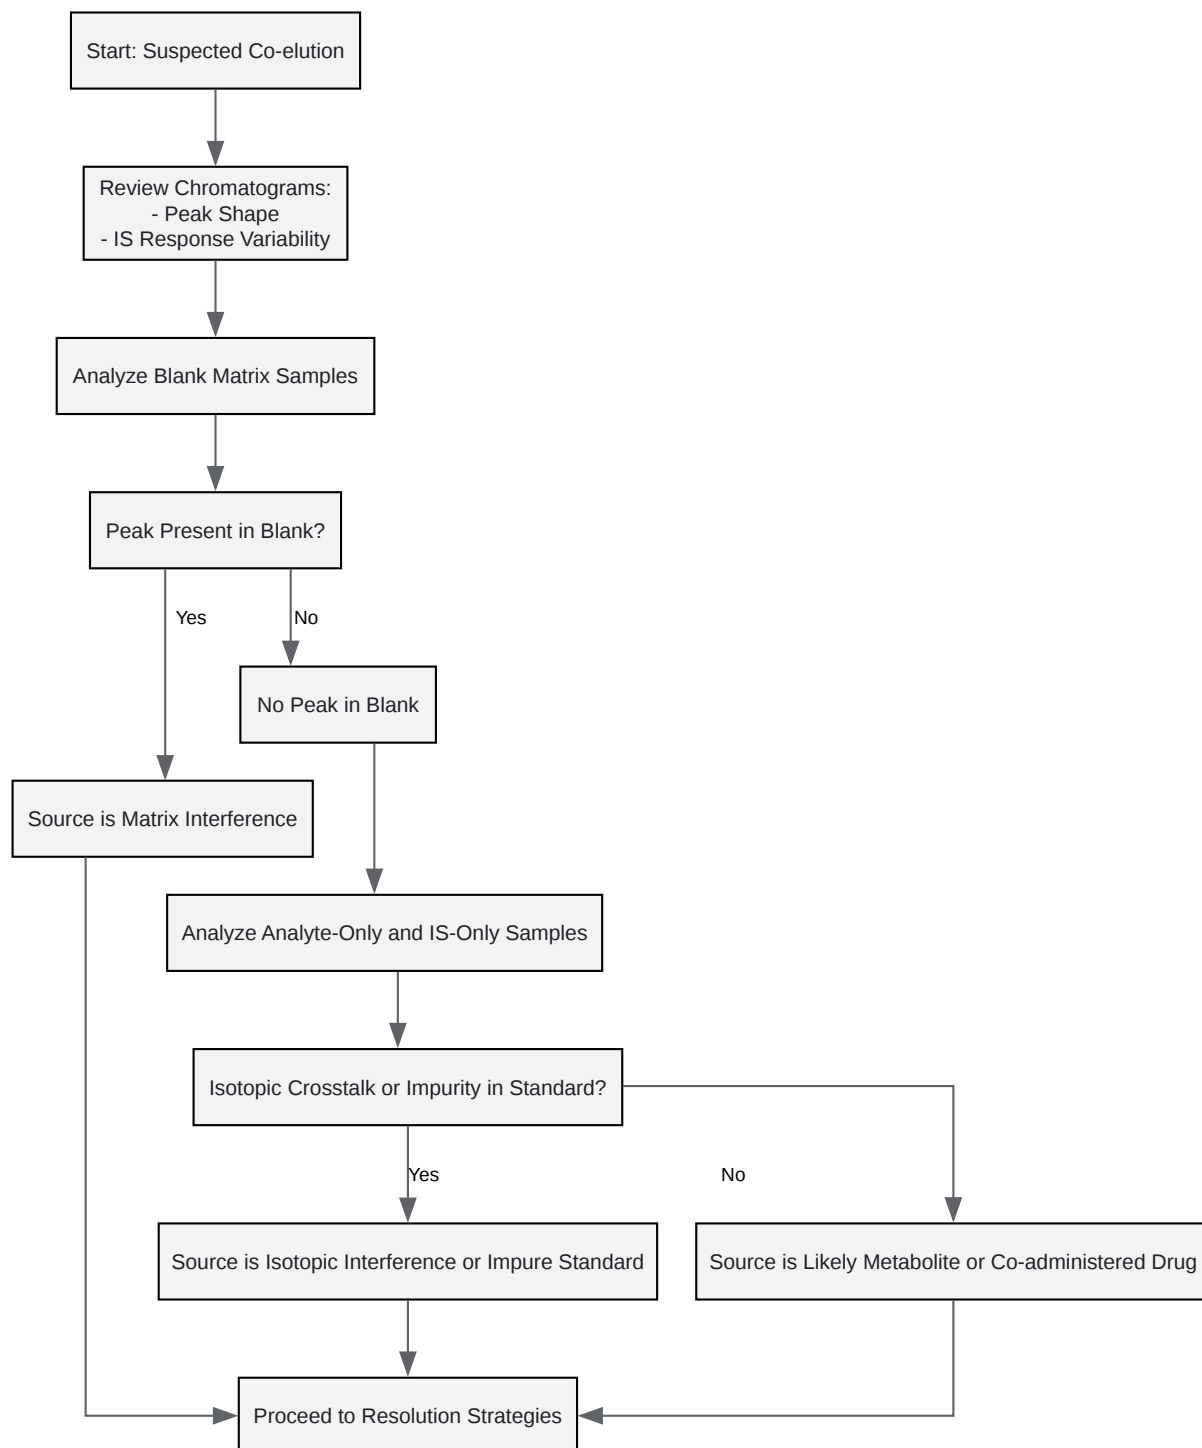 Start: Suspected Co-elution
Review Chromatograms:
- Peak Shape
- IS Response Variability
Analyze Blank Matrix Samples
Peak Present in Blank?
Yes
No
No Peak in Blank
Source is Matrix Interference
Analyze Analyte-Only and IS-Only Samples
Isotopic Crosstalk or Impurity in Standard?
Yes
No
Source is Isotopic Interference or Impure Standard
Source is Likely Metabolite or Co-administered Drug
Proceed to Resolution Strategies